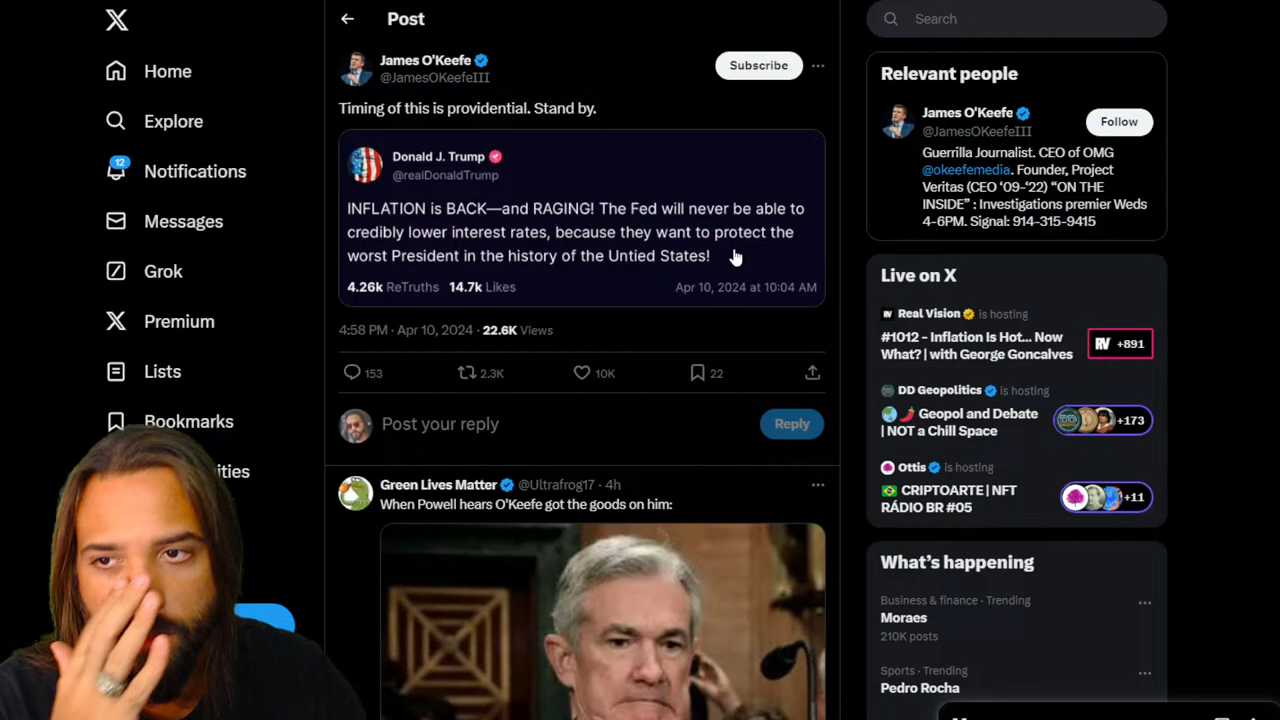 Home
Explore
12
Notifications
Messages
Grok
Premium
Lists
Bookmarks
Post
James O'Keefe
@JamesOKeefeIII
Subscribe
Timing of this is providential. Stand by.
Donald J. Trump
@realDonaldTrump
INFLATION is BACK—and RAGING! The Fed will never be able to
credibly lower interest rates, because they want to protect the
worst President in the history of the Untied States!
4.26k ReTruths 14.7k Likes
Apr 10, 2024 at 10:04 AM
4:58 PM · Apr 10, 2024 · 22.6K Views
153
2.3K
10K
22
Post your reply
Reply
Green Lives Matter @Ultrafrog17 · 4h
When Powell hears O'Keefe got the goods on him:
Search
Relevant people
James O'Keefe
@JamesOKeefeIII
Follow
Guerrilla Journalist. CEO of OMG
@okeefemedia. Founder, Project
Veritas (CEO ‘09-‘22) “ON THE
INSIDE” : Investigations premier Weds
4-6PM. Signal: 914-315-9415
Live on X
Real Vision is hosting
#1012 - Inflation Is Hot... Now
What? | with George Goncalves
RV +891
DD Geopolitics is hosting
Geopol and Debate
| NOT a Chill Space
+173
Ottis is hosting
CRIPTOARTE | NFT
RÁDIO BR #05
+11
What's happening
Business & finance · Trending
Moraes
210K posts
Sports · Trending
Pedro Rocha